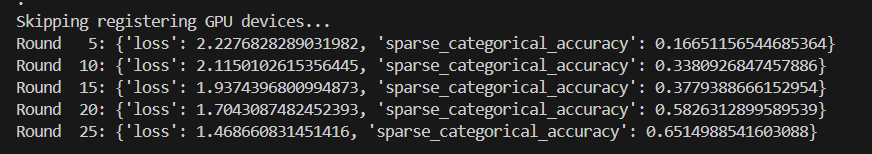 Skipping registering GPU devices...
Round   5: {'loss': 2.2276828289031982, 'sparse_categorical_accuracy': 0.16651156544685364}
Round  10: {'loss': 2.1150102615356445, 'sparse_categorical_accuracy': 0.3380926847457886}
Round  15: {'loss': 1.9374396800994873, 'sparse_categorical_accuracy': 0.3779388666152954}
Round  20: {'loss': 1.7043087482452393, 'sparse_categorical_accuracy': 0.5826312899589539}
Round  25: {'loss': 1.468660831451416, 'sparse_categorical_accuracy': 0.6514988541603088}